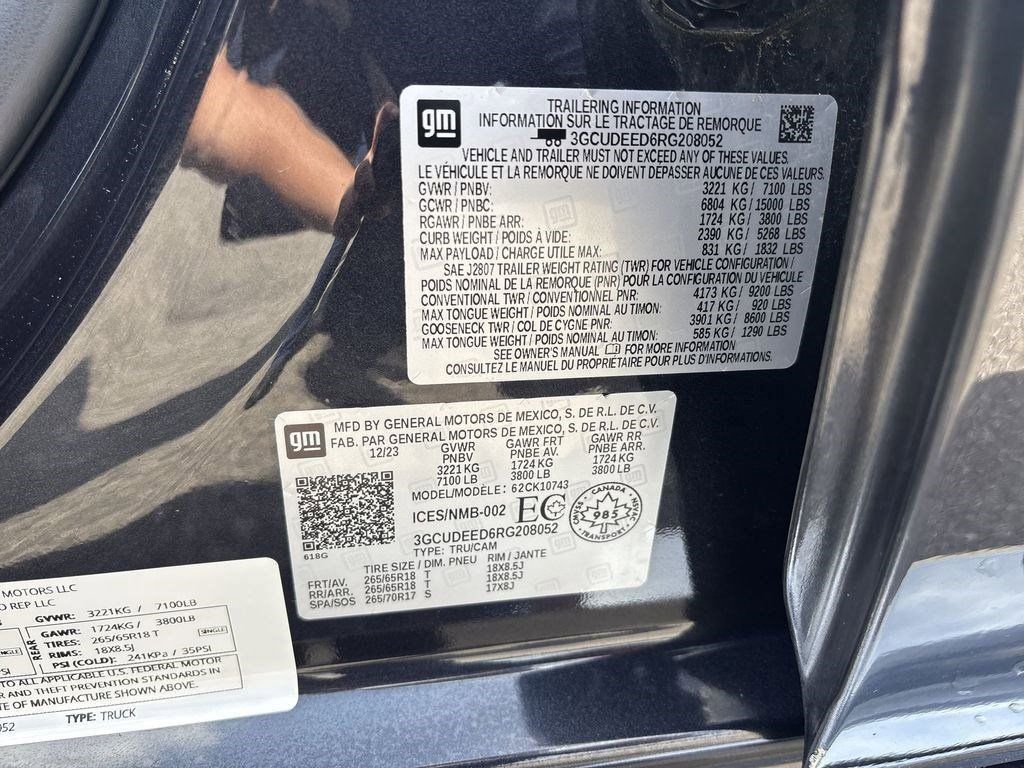 gm
TRAILERING INFORMATION
INFORMATION SUR LE TRACTAGE DE REMORQUE
3GCUDEED6RG208052
VEHICLE AND TRAILER MUST NOT EXCEED ANY OF THESE VALUES.
LE VÉHICULE ET LA REMORQUE NE DOIVENT DÉPASSER AUCUNE DE CES VALEURS.
GVWR / PNBV: 3221 KG / 7100 LBS
GCWR / PNBC: 6804 KG / 15000 LBS
RGAWR / PNBE ARR: 1724 KG / 3800 LBS
CURB WEIGHT / POIDS À VIDE: 2390 KG / 5268 LBS
MAX PAYLOAD / CHARGE UTILE MAX: 831 KG / 1832 LBS
SAE J2807 TRAILER WEIGHT RATING (TWR) FOR VEHICLE CONFIGURATION /
POIDS NOMINAL DE LA REMORQUE (PNR) POUR LA CONFIGURATION DU VÉHICULE
CONVENTIONAL TWR / CONVENTIONNEL PNR: 4173 KG / 9200 LBS
MAX TONGUE WEIGHT / POIDS NOMINAL AU TIMON: 417 KG / 920 LBS
GOOSENECK TWR / COL DE CYGNE PNR: 3901 KG / 8600 LBS
MAX TONGUE WEIGHT / POIDS NOMINAL AU TIMON: 585 KG / 1290 LBS
SEE OWNER'S MANUAL FOR MORE INFORMATION
CONSULTEZ LE MANUEL DU PROPRIÉTAIRE POUR PLUS D'INFORMATIONS.
gm
MFD BY GENERAL MOTORS DE MEXICO, S. DE R.L. DE C.V.
FAB. PAR GENERAL MOTORS DE MEXICO, S. DE R.L. DE C.V.
12/23 GVWR GAWR FRT GAWR RR
PNBV PNBE AV. PNBE ARR.
3221 KG 1724 KG 1724 KG
7100 LB 3800 LB 3800 LB
MODEL/MODÈLE: 62CK10743
ICES/NMB-002 EC
CANADA
985
TRANSPORT
3GCUDEED6RG208052
618G
TYPE: TRU/CAM
TIRE SIZE / DIM. PNEU RIM / JANTE
FRT/AV. 265/65R18 T 18X8.5J
RR/ARR. 265/65R18 T 18X8.5J
SPA/SOS 265/70R17 S 17X8J
MOTORS LLC
REP LLC
GVWR: 3221KG / 7100LB
REAR
GAWR: 1724KG / 3800LB
TIRES: 265/65R18 T SINGLE
RIMS: 18X8.5J
PSI (COLD): 241KPa / 35PSI
TO ALL APPLICABLE U.S. FEDERAL MOTOR
AND THEFT PREVENTION STANDARDS IN
OF MANUFACTURE SHOWN ABOVE.
TYPE: TRUCK